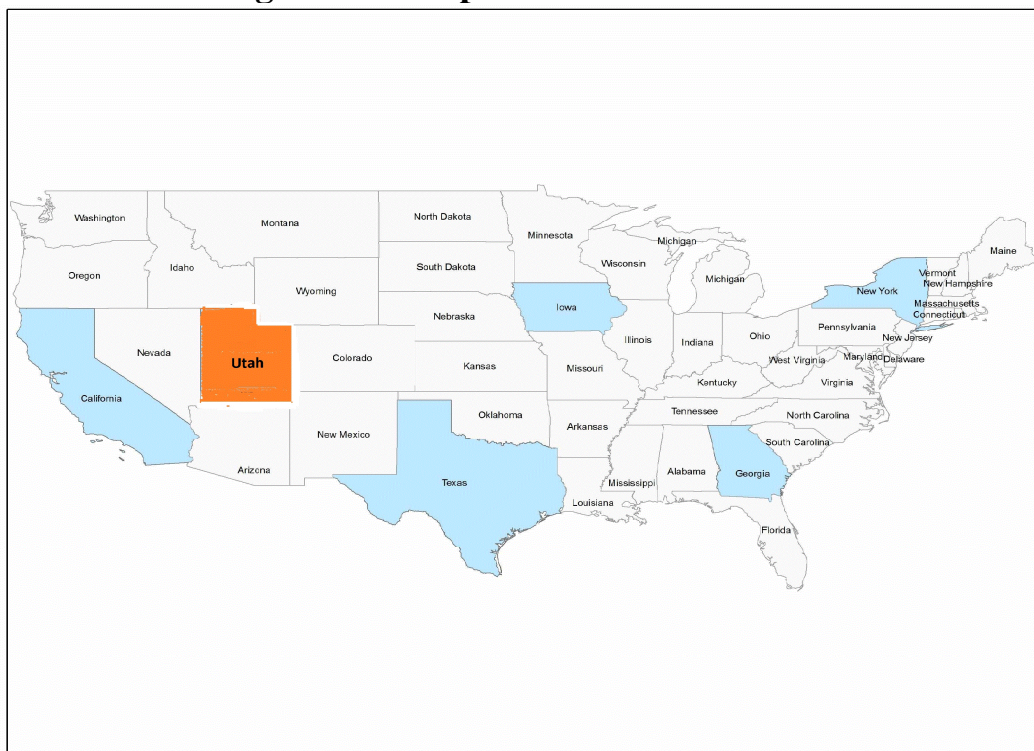 Washington
Montana
North Dakota
Minnesota
Michigan
Maine
Oregon
Idaho
South Dakota
Wisconsin
Michigan
Vermont
New Hampshire
Wyoming
Iowa
New York
Massachusetts
Connecticut
Nebraska
Pennsylvania
New Jersey
Nevada
Utah
Colorado
Illinois
Indiana
Ohio
West Virginia
Maryland
Delaware
Kansas
Missouri
Kentucky
Virginia
California
Oklahoma
Tennessee
North Carolina
New Mexico
Arkansas
South Carolina
Arizona
Texas
Mississippi
Alabama
Georgia
Louisiana
Florida